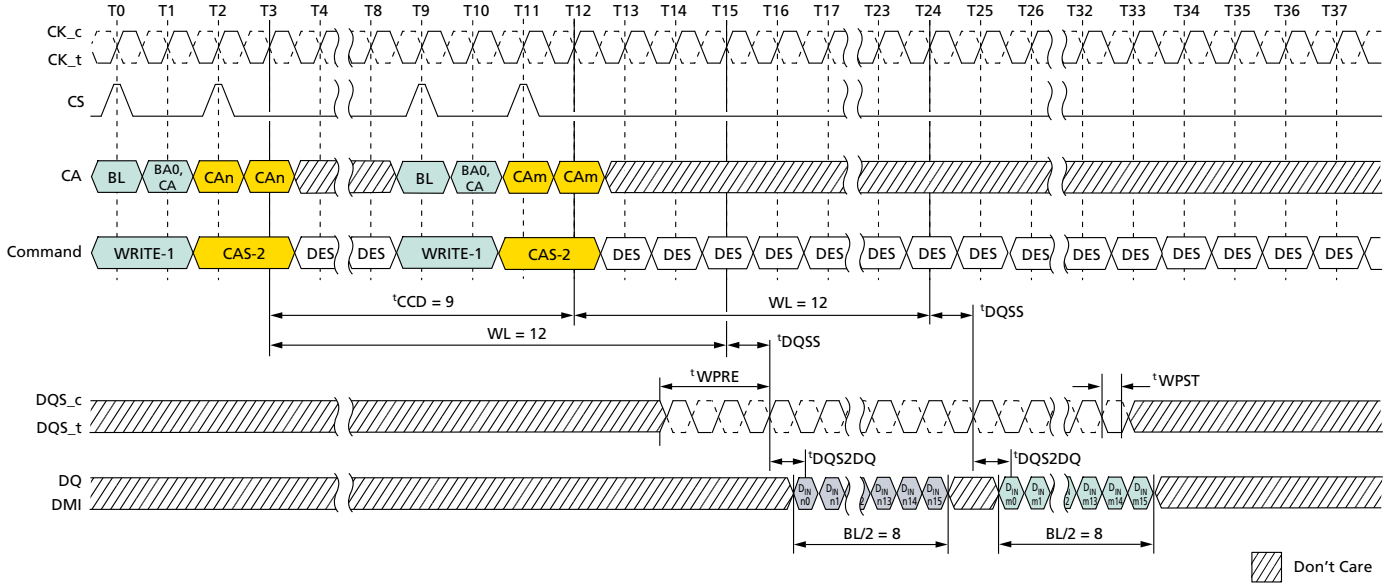 T0 T1 T2 T3 T4 T8 T9 T10 T11 T12 T13 T14 T15 T16 T17 T23 T24 T25 T26 T32 T33 T34 T35 T36 T37
CK_c
CK_t
CS
CA BL BA0, CA CAn CAn BL BA0, CA CAm CAm
Command WRITE-1 CAS-2 DES DES WRITE-1 CAS-2 DES DES DES DES DES DES DES DES DES DES DES DES DES DES DES
tCCD = 9 WL = 12 tDQSS
WL = 12 tDQSS
tWPRE tWPST
DQS_c
DQS_t
tDQS2DQ tDQS2DQ
DQ
DMI
DIN n0 DIN n1 DIN n13 DIN n14 DIN n15 DIN m0 DIN m1 DIN m13 DIN m14 DIN m15
BL/2 = 8 BL/2 = 8
Don't Care